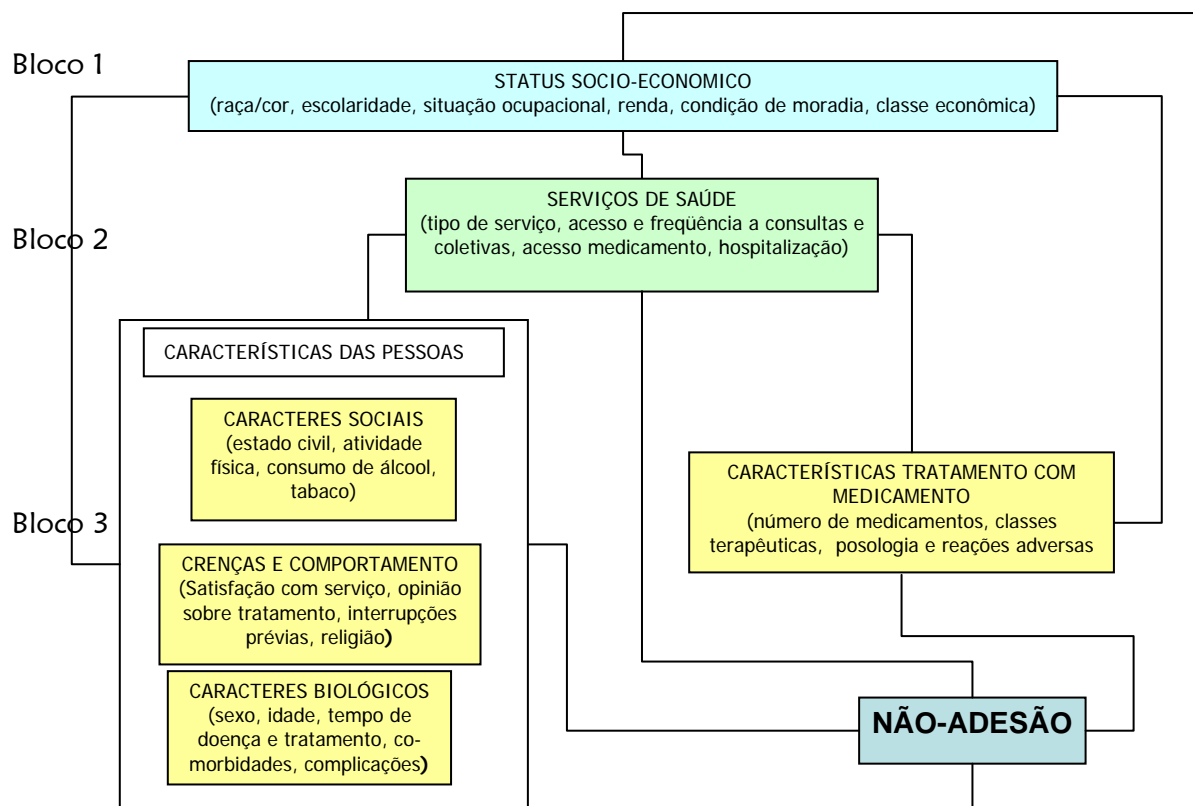 Bloco 1
STATUS SOCIO-ECONOMICO
(raça/cor, escolaridade, situação ocupacional, renda, condição de moradia, classe econômica)
Bloco 2
SERVIÇOS DE SAÚDE
(tipo de serviço, acesso e freqüência a consultas e
coletivas, acesso medicamento, hospitalização)
CARACTERÍSTICAS DAS PESSOAS
CARACTERES SOCIAIS
(estado civil, atividade
física, consumo de álcool,
tabaco)
CARACTERÍSTICAS TRATAMENTO COM
MEDICAMENTO
(número de medicamentos, classes
terapêuticas, posologia e reações adversas
Bloco 3
CRENÇAS E COMPORTAMENTO
(Satisfação com serviço, opinião
sobre tratamento, interrupções
prévias, religião)
CARACTERES BIOLÓGICOS
(sexo, idade, tempo de
doença e tratamento, co-
morbidades, complicações)
NÃO-ADESÃO